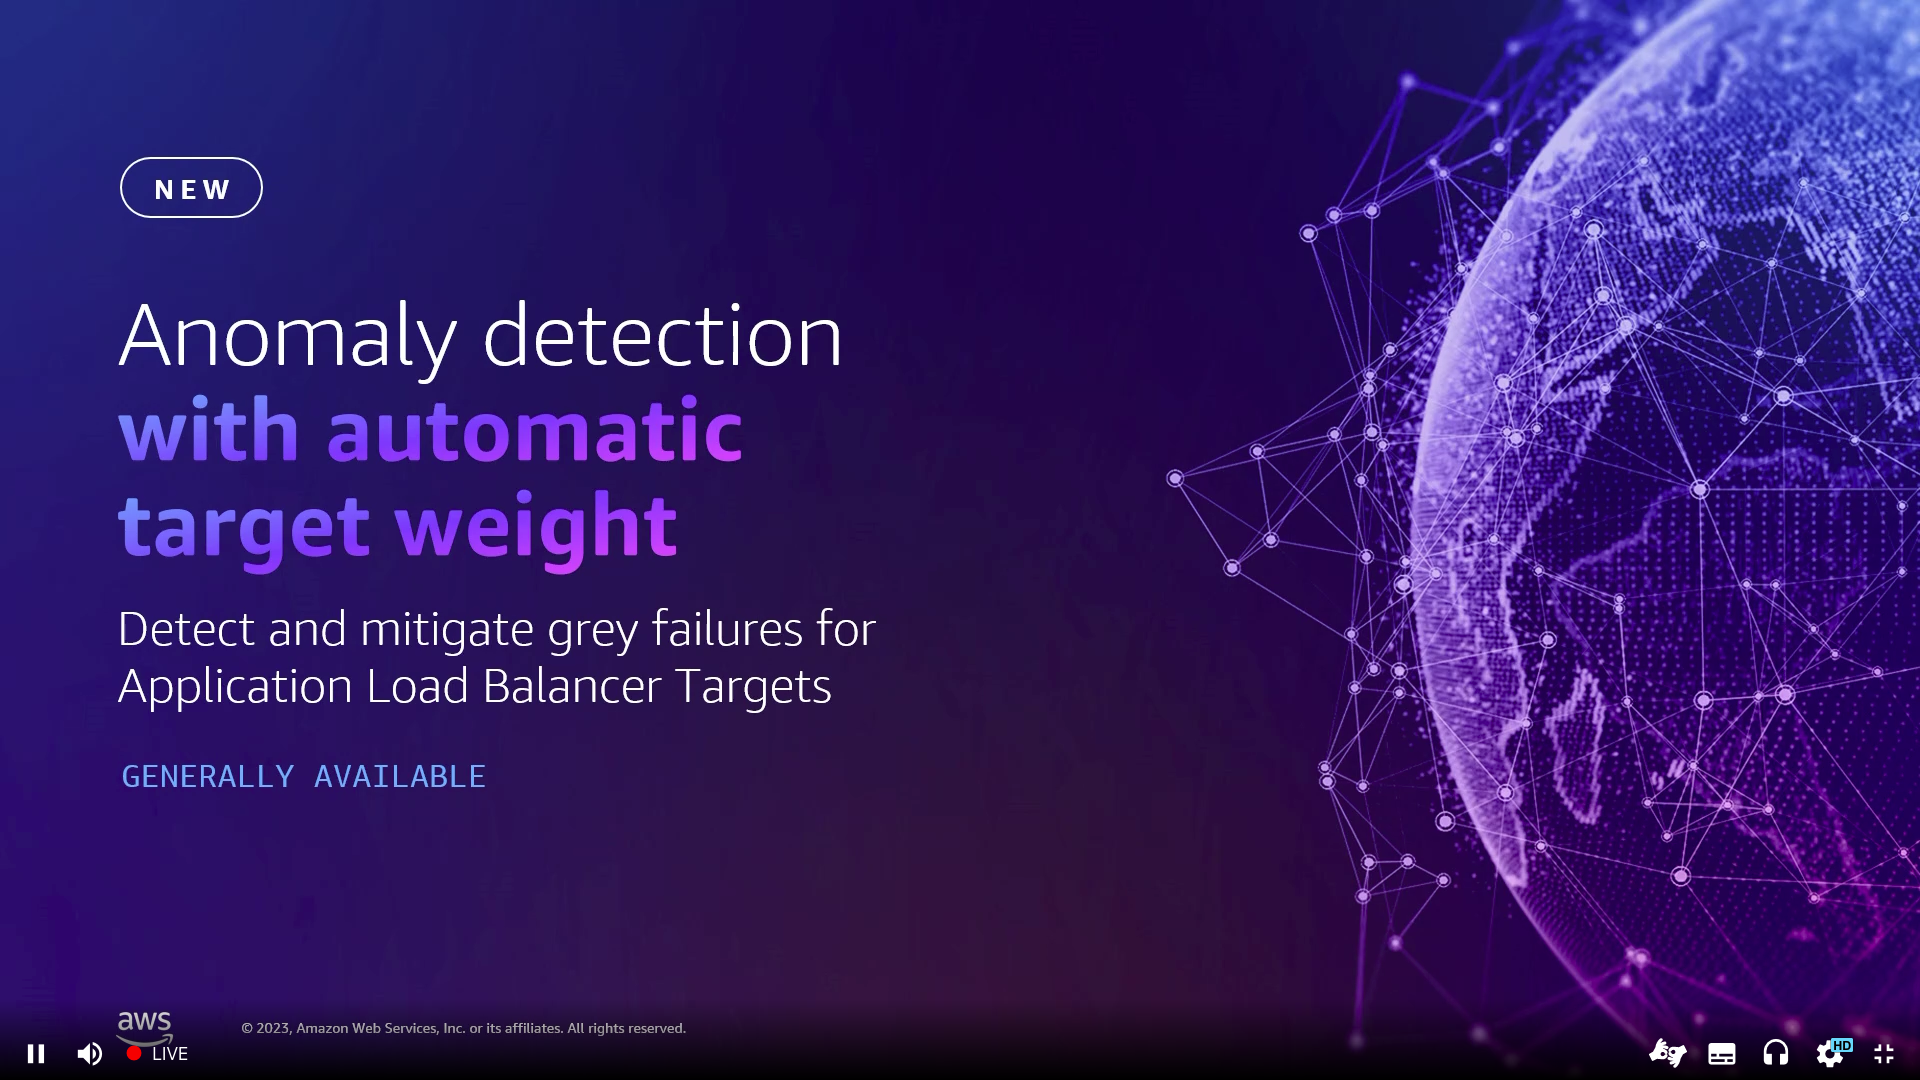 NEW
Anomaly detection
with automatic
target weight
Detect and mitigate grey failures for
Application Load Balancer Targets
GENERALLY AVAILABLE
aws
© 2023, Amazon Web Services, Inc. or its affiliates. All rights reserved.
LIVE
HD